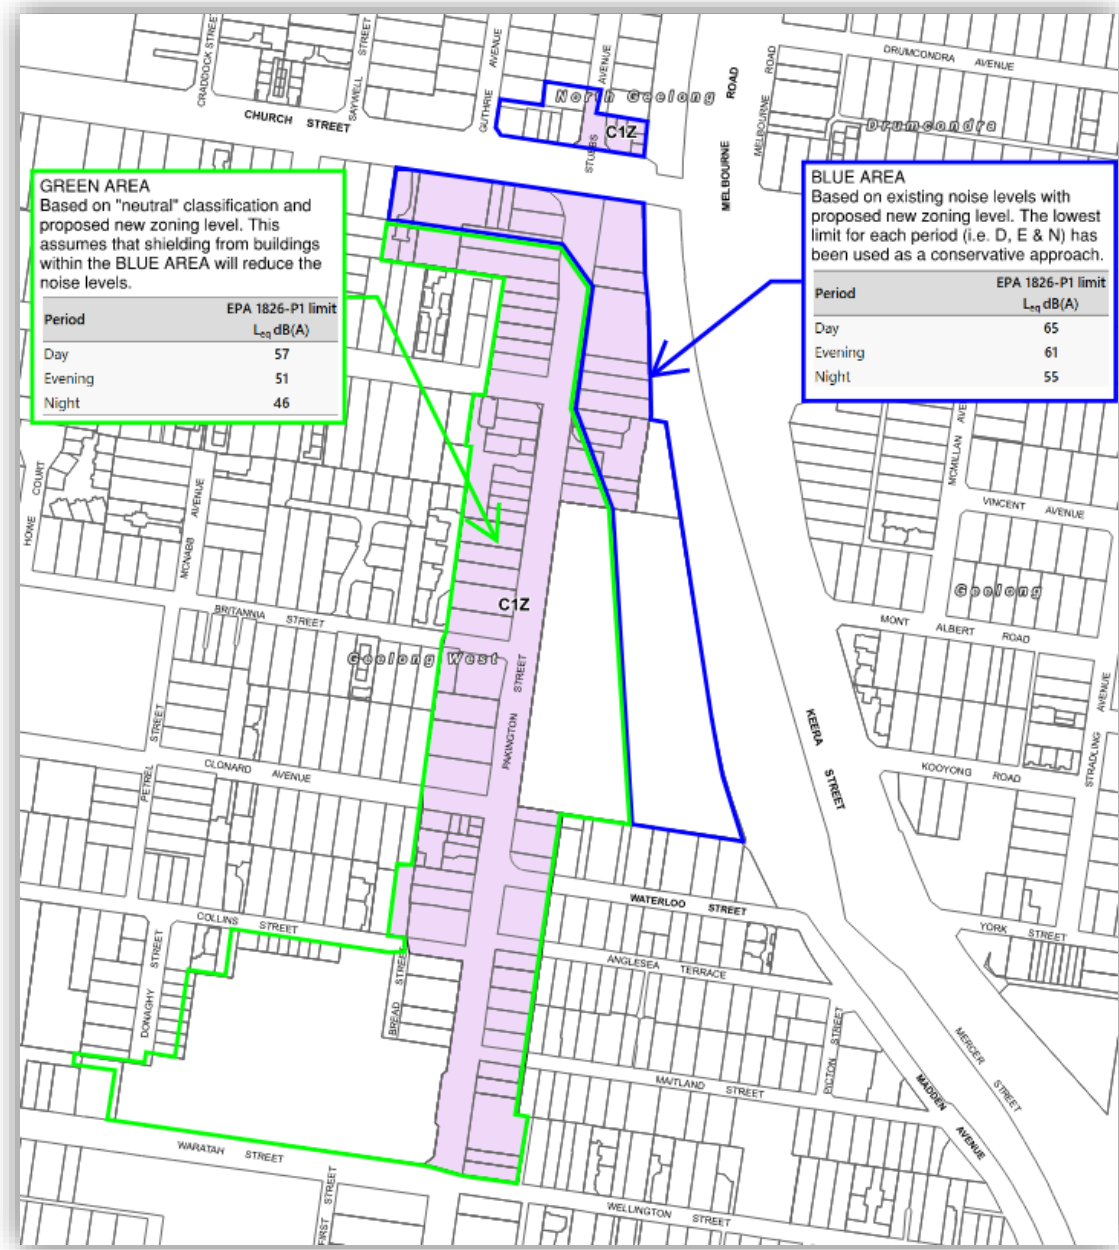 DRUMCONDRA AVENUE
CRADDOCK STREET
SAYWELL STREET
GUTHRIE AVENUE
AVENUE
STUBBS
MELBOURNE ROAD
MELBOURNE ROAD
North Geelong
Drumcondra
CHURCH STREET
C1Z
GREEN AREA
Based on "neutral" classification and
proposed new zoning level. This
assumes that shielding from buildings
within the BLUE AREA will reduce the
noise levels.
Period EPA 1826-P1 limit
Leq dB(A)
Day 57
Evening 51
Night 46
BLUE AREA
Based on existing noise levels with
proposed new zoning level. The lowest
limit for each period (i.e. D, E & N) has
been used as a conservative approach.
Period EPA 1826-P1 limit
Leq dB(A)
Day 65
Evening 61
Night 55
HOME COURT
MCNABB AVENUE
MCMILLAN AVE
VINCENT AVENUE
Geelong
C1Z
BRITANNIA STREET
MONT ALBERT ROAD
Geelong West
PAKINGTON STREET
KEERA STREET
STRADLING AVENUE
PETREL STREET
CLONARD AVENUE
KOOYONG ROAD
WATERLOO STREET
COLLINS STREET
YORK STREET
DONAGHY STREET
BREAD STREET
ANGLESEA TERRACE
PICTON STREET
MERCER STREET
MAITLAND STREET
MADDEN AVENUE
WARATAH STREET
FIRST STREET
WELLINGTON STREET